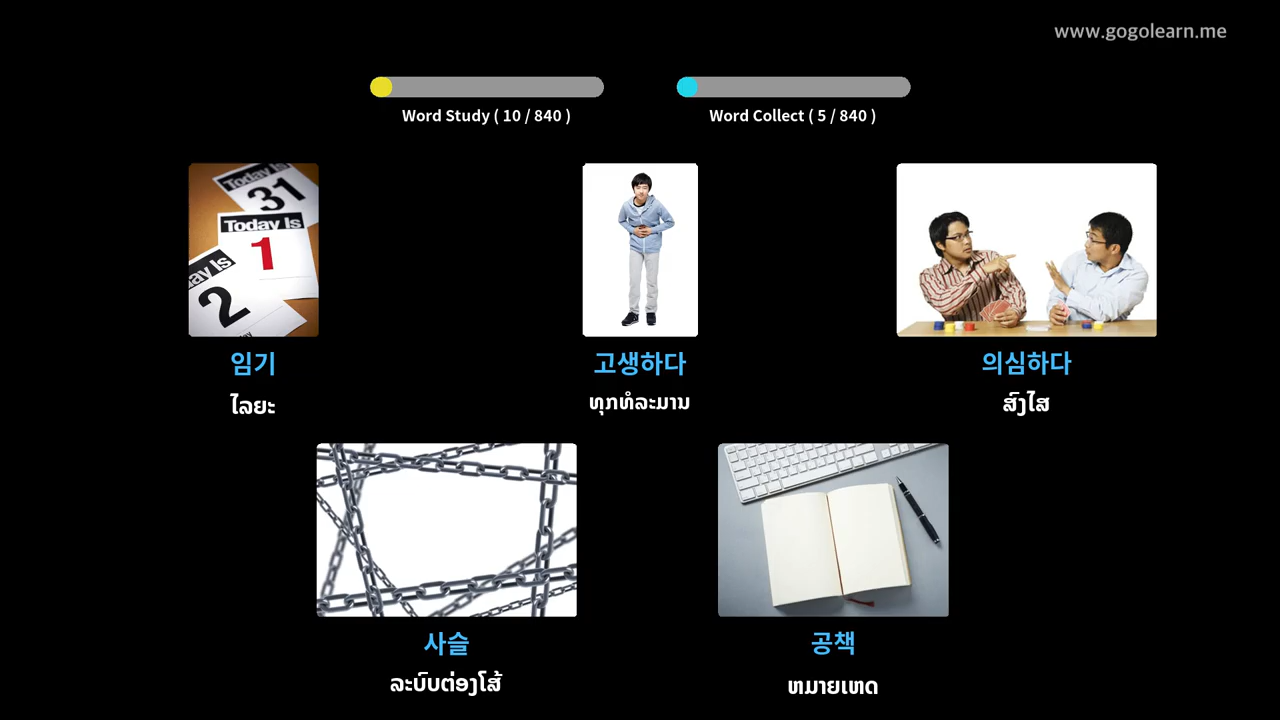 www.gogolearn.me
Word Study ( 10 / 840 )
Word Collect ( 5 / 840 )
Today Is
31
Today Is
1
ay Is
2
임기
고생하다
의심하다
ໄລຍະ
ທຸກທໍລະມານ
ສົງໄສ
사슬
공책
ລະບົບຕ່ອງໂສ້
ຫມາຍເຫດ